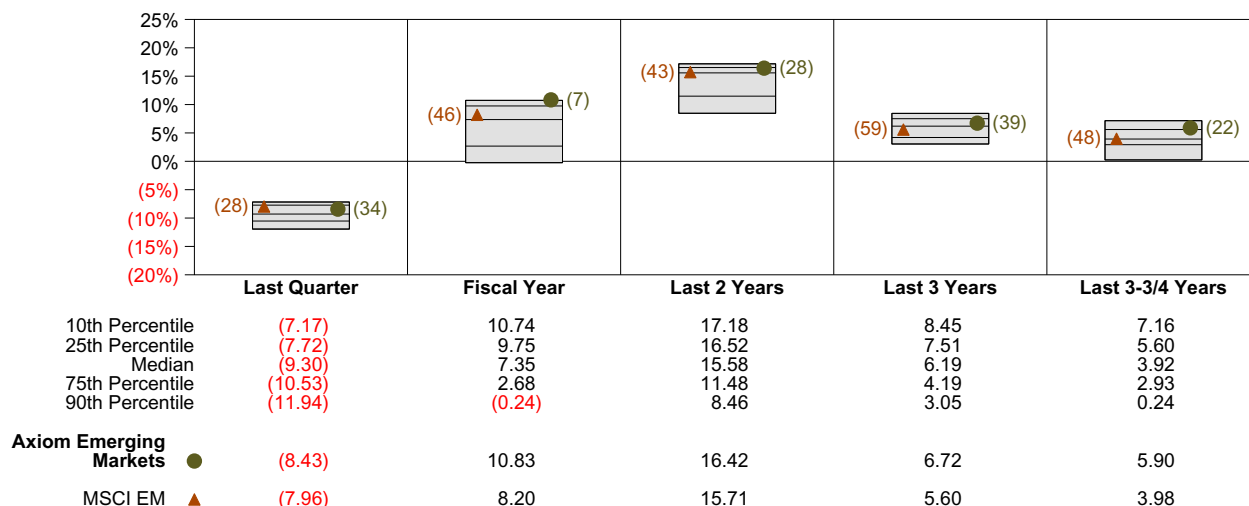 25%
20%
15%
10%
5%
0%
(5%)
(10%)
(15%)
(20%)
(28) (34)
(46) (7)
(43) (28)
(59) (39)
(48) (22)
Last Quarter Fiscal Year Last 2 Years Last 3 Years Last 3-3/4 Years
10th Percentile (7.17) 10.74 17.18 8.45 7.16
25th Percentile (7.72) 9.75 16.52 7.51 5.60
Median (9.30) 7.35 15.58 6.19 3.92
75th Percentile (10.53) 2.68 11.48 4.19 2.93
90th Percentile (11.94) (0.24) 8.46 3.05 0.24
Axiom Emerging
Markets (8.43) 10.83 16.42 6.72 5.90
MSCI EM (7.96) 8.20 15.71 5.60 3.98